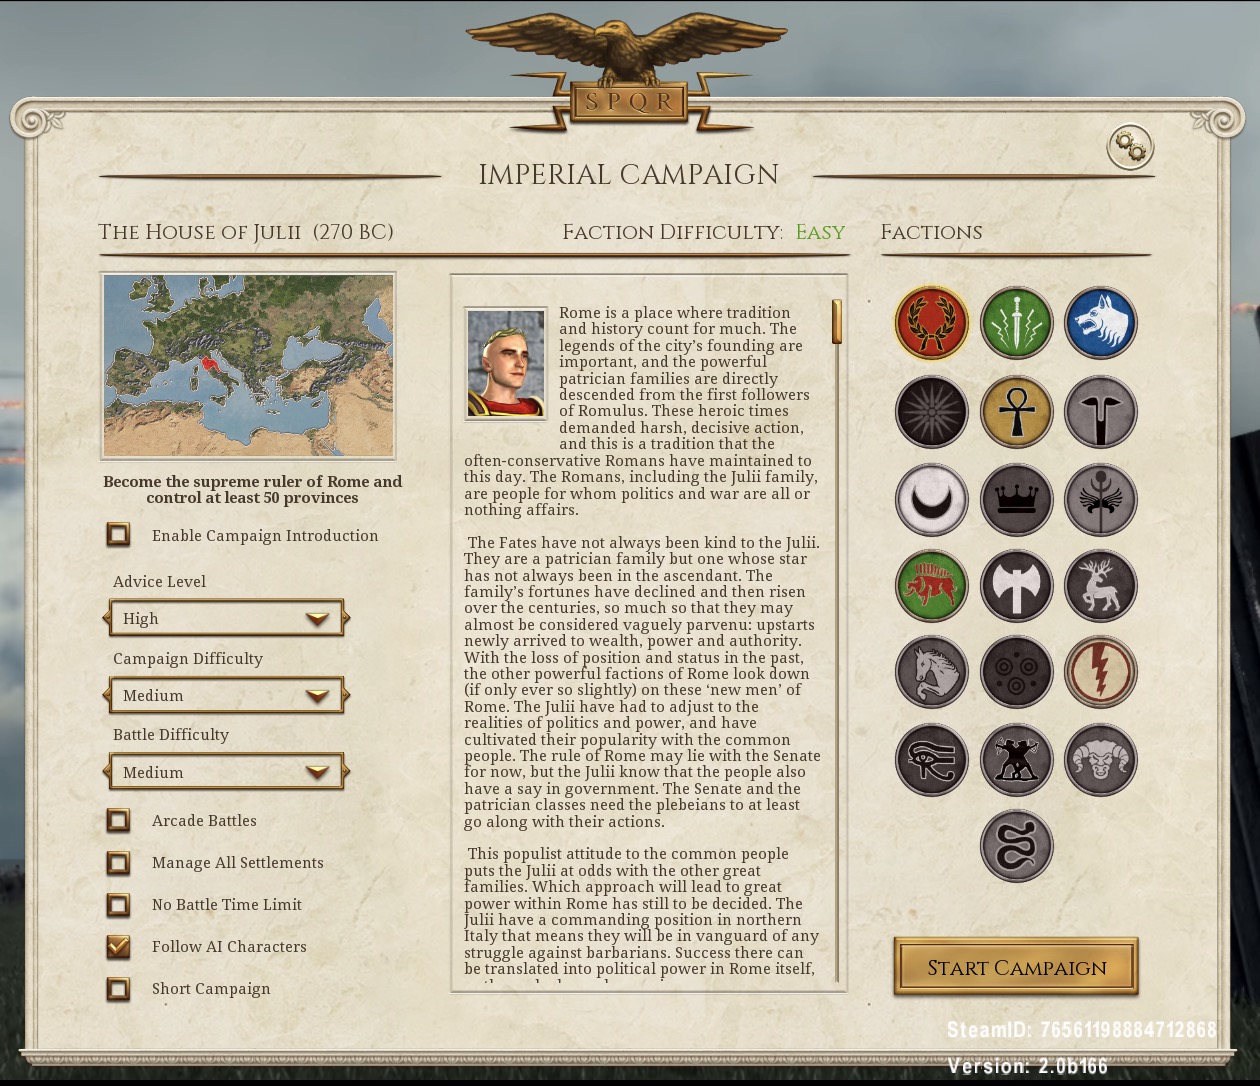 SPQR
IMPERIAL CAMPAIGN
The House of Julii (270 BC)
Faction Difficulty: Easy
Factions
Become the supreme ruler of Rome and
control at least 50 provinces
Enable Campaign Introduction
Advice Level
High
Campaign Difficulty
Medium
Battle Difficulty
Medium
Arcade Battles
Manage All Settlements
No Battle Time Limit
Follow AI Characters
Short Campaign
Rome is a place where tradition
and history count for much. The
legends of the city's founding are
important, and the powerful
patrician families are directly
descended from the first followers
of Romulus. These heroic times
demanded harsh, decisive action,
and this is a tradition that the
often-conservative Romans have maintained to
this day. The Romans, including the Julii family,
are people for whom politics and war are all or
nothing affairs.
The Fates have not always been kind to the Julii.
They are a patrician family but one whose star
has not always been in the ascendant. The
family's fortunes have declined and then risen
over the centuries, so much so that they may
almost be considered vaguely parvenu: upstarts
newly arrived to wealth, power and authority.
With the loss of position and status in the past,
the other powerful factions of Rome look down
(if only ever so slightly) on these 'new men' of
Rome. The Julii have had to adjust to the
realities of politics and power, and have
cultivated their popularity with the common
people. The rule of Rome may lie with the Senate
for now, but the Julii know that the people also
have a say in government. The Senate and the
patrician classes need the plebeians to at least
go along with their actions.
This populist attitude to the common people
puts the Julii at odds with the other great
families. Which approach will lead to great
power within Rome has still to be decided. The
Julii have a commanding position in northern
Italy that means they will be in vanguard of any
struggle against barbarians. Success there can
be translated into political power in Rome itself,
Start Campaign
SteamID: 76561198884712868
Version: 2.0b166